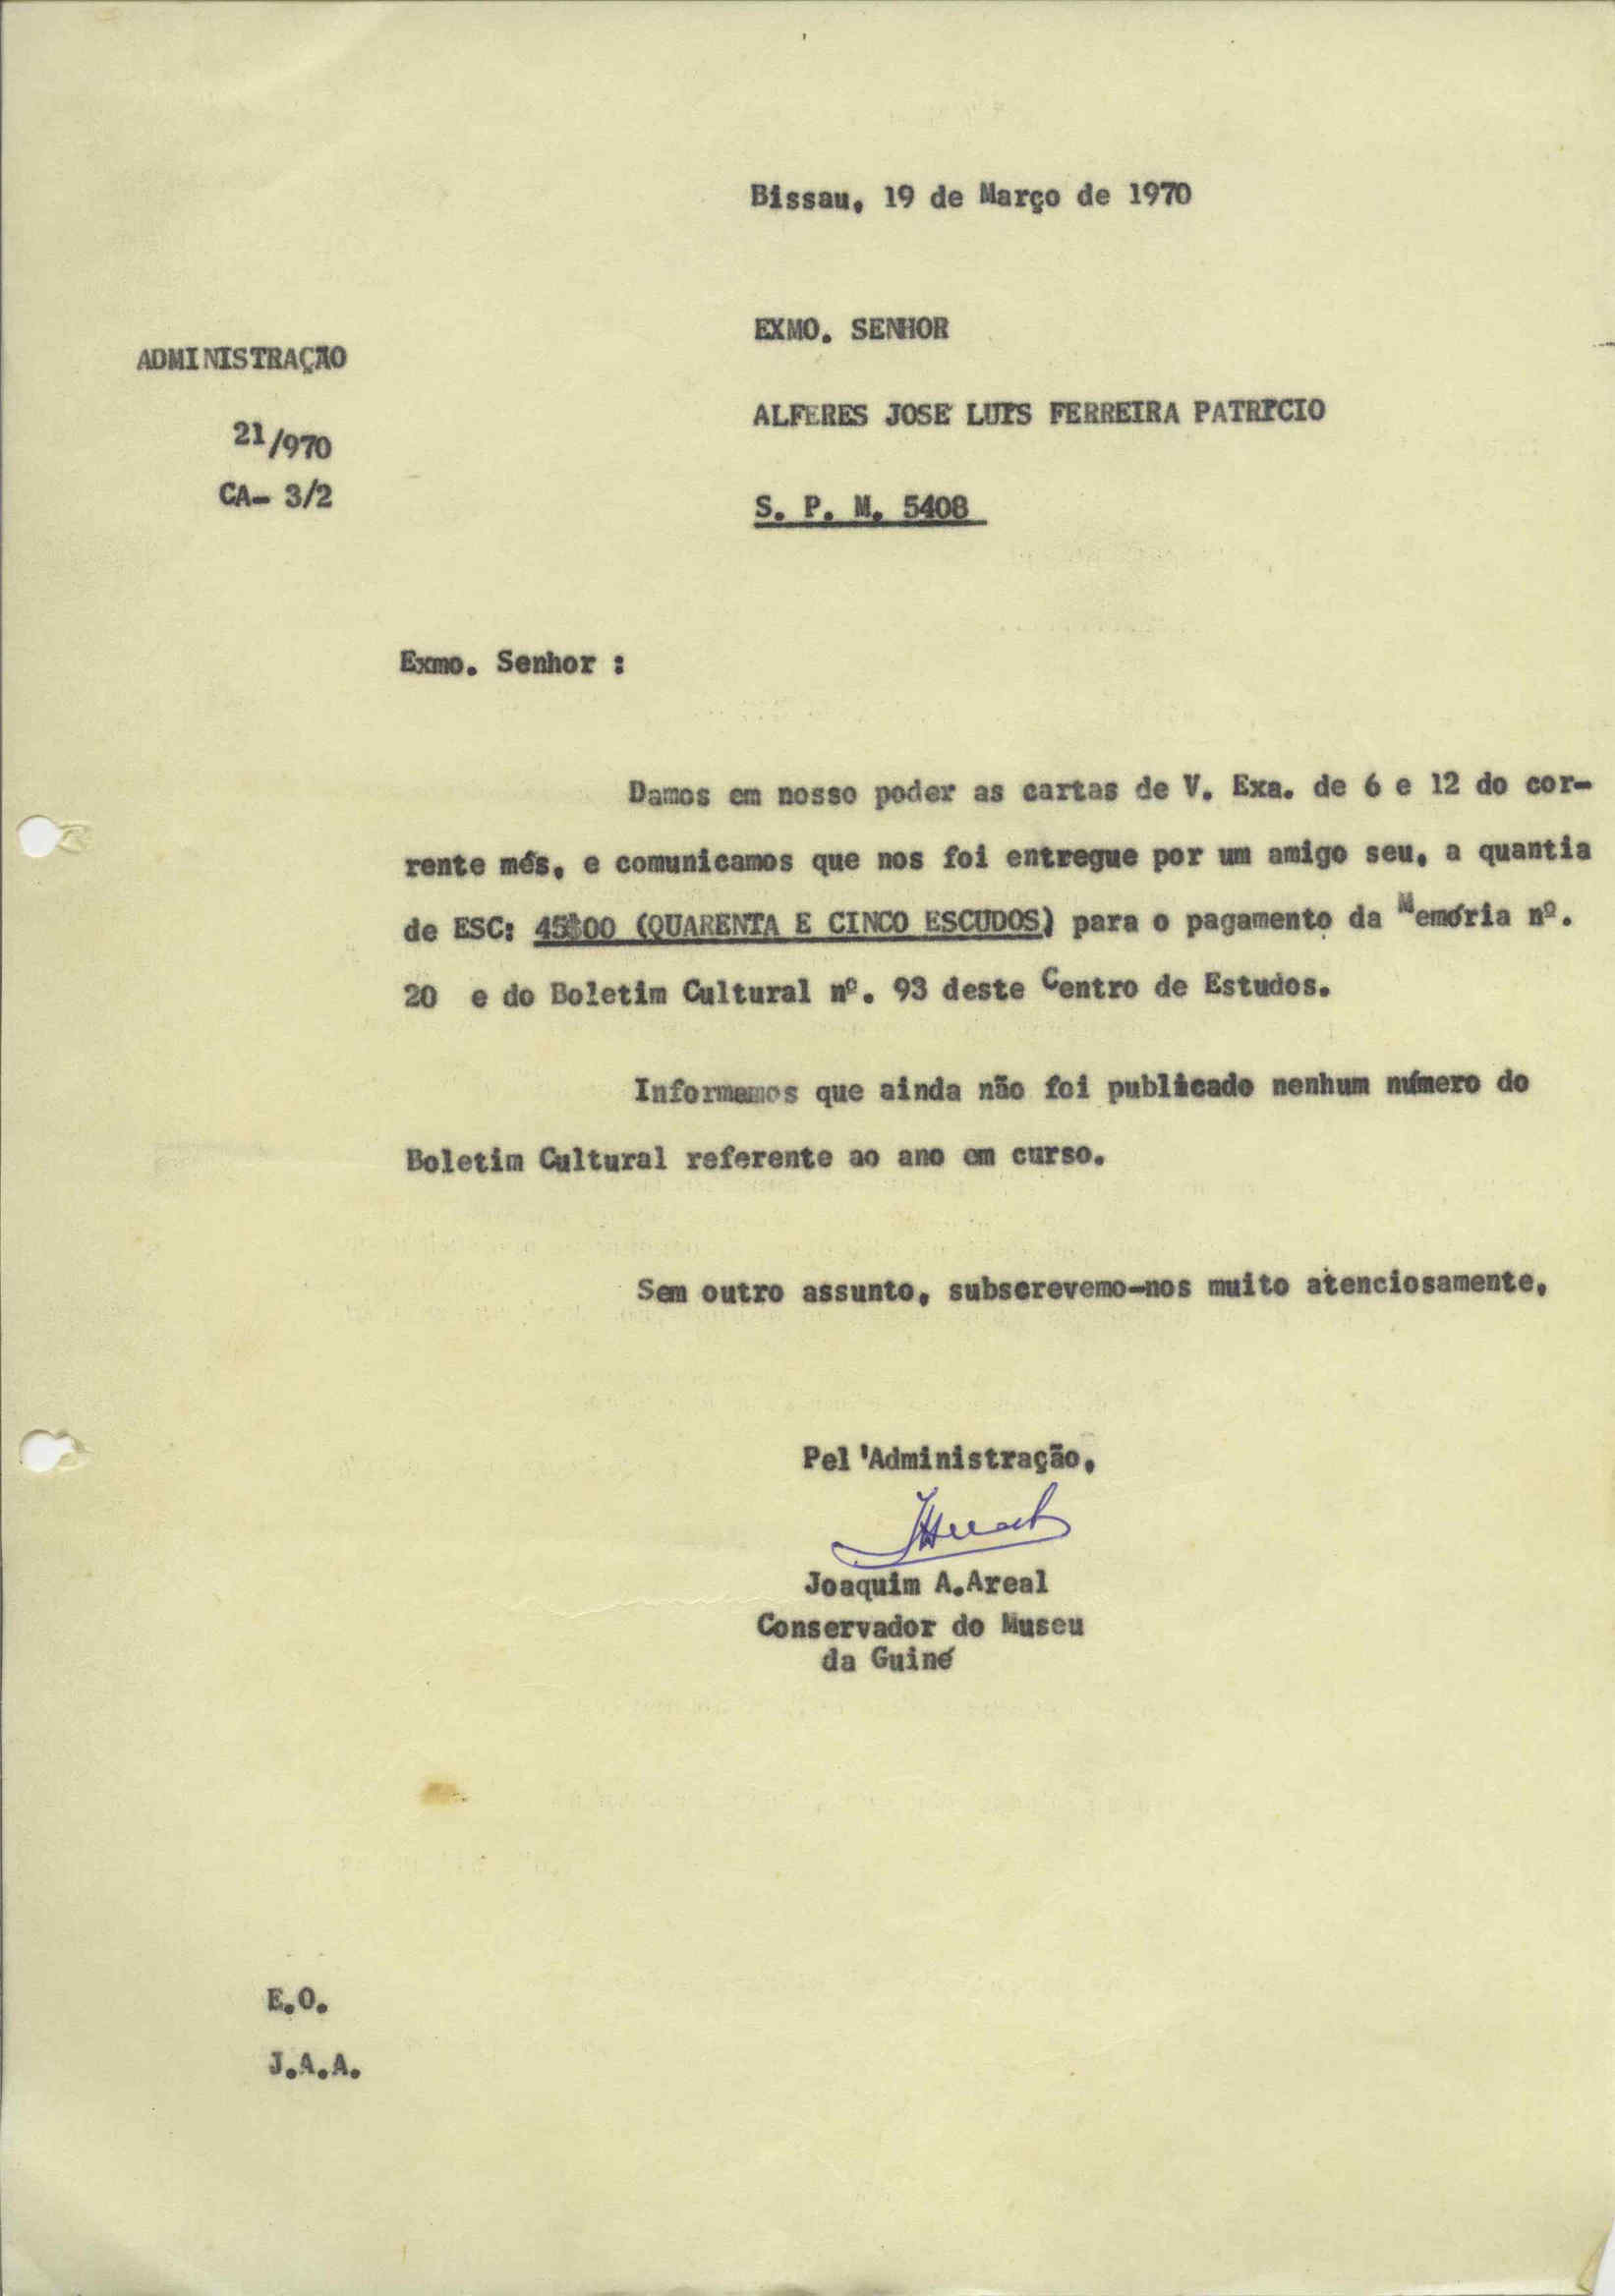 Bissau, 19 de Março de 1970
EXMO. SENHOR
ADMINISTRAÇÃO
ALFERES JOSÉ LUÍS FERREIRA PATRÍCIO
21/970
CA- 3/2
S. P. M. 5408
Exmo. Senhor :
Damos em nosso poder as cartas de V. Exa. de 6 e 12 do cor-
rente més, e comunicamos que nos foi entregue por um amigo seu, a quantia
de ESC: 45$00 (QUARENTA E CINCO ESCUDOS) para o pagamento da Memória nº.
20 e do Boletim Cultural nº. 93 deste Centro de Estudos.
Informamos que ainda não foi publicado nenhum número do
Boletim Cultural referente ao ano em curso.
Sem outro assunto, subscrevemo-nos muito atenciosamente,
Pel'Administração,
Joaquim A.Areal
Conservador do Museu
da Guiné
E.O.
J.A.A.